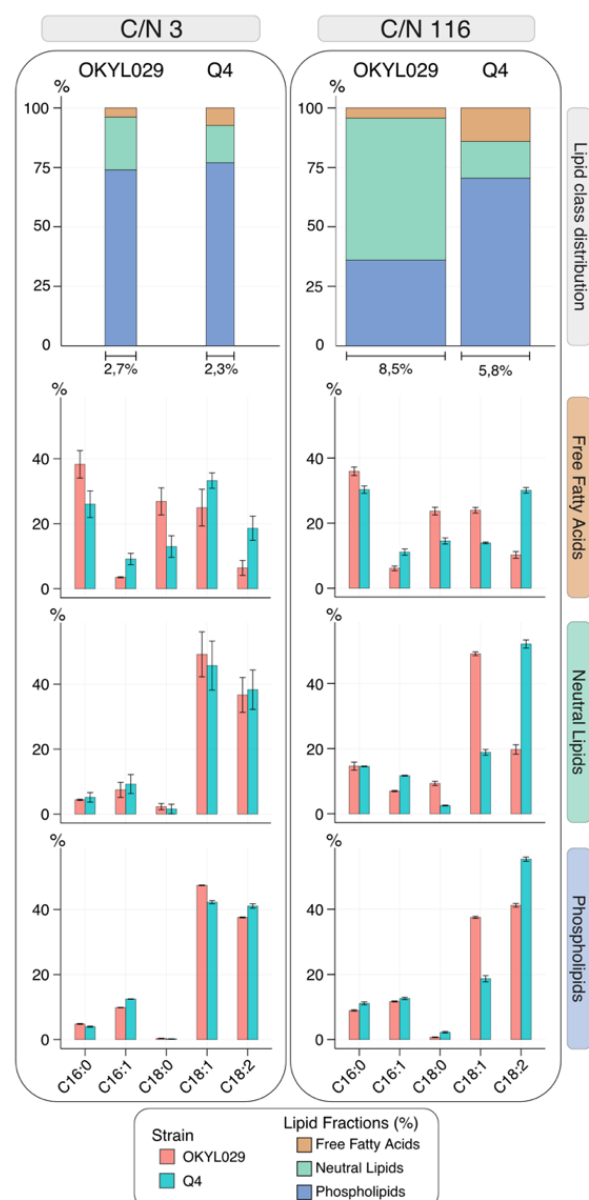 C/N 3
C/N 116
OKYL029 Q4
OKYL029 Q4
%
100
75
50
25
0
2,7% 2,3%
%
100
75
50
25
0
8,5% 5,8%
Lipid class distribution
%
40
20
0
%
40
20
0
Free Fatty Acids
%
40
20
0
%
40
20
0
Neutral Lipids
%
40
20
0
C16:0 C16:1 C18:0 C18:1 C18:2
%
40
20
0
C16:0 C16:1 C18:0 C18:1 C18:2
Phospholipids
Strain
OKYL029
Q4
Lipid Fractions (%)
Free Fatty Acids
Neutral Lipids
Phospholipids